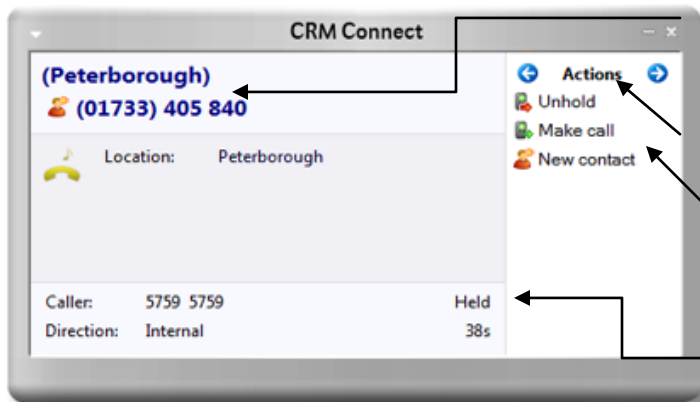 CRM Connect
(Peterborough)
(01733) 405 840
Location: Peterborough
Caller: 5759 5759 Held
Direction: Internal 38s
Actions
Unhold
Make call
New contact